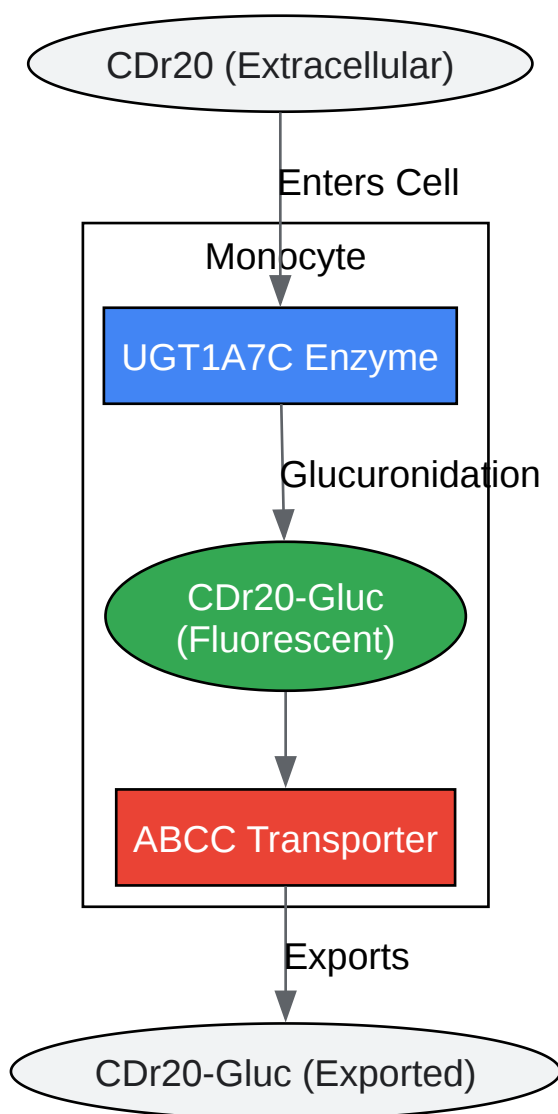 CDr20 (Extracellular)
Enters Cell
Monocyte
UGT1A7C Enzyme
Glucuronidation
CDr20-Gluc
(Fluorescent)
ABCC Transporter
Exports
CDr20-Gluc (Exported)